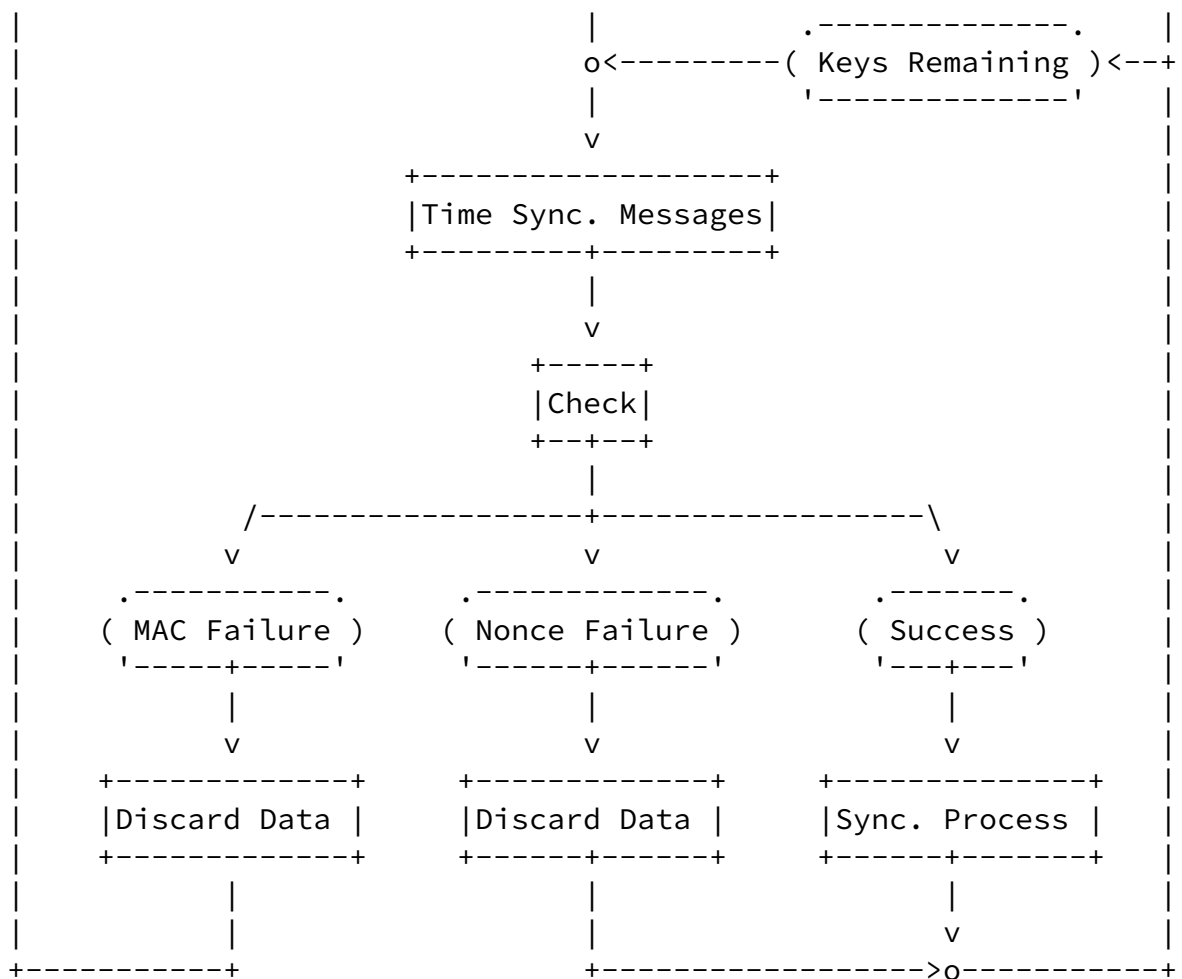 Keys Remaining
Time Sync. Messages
Check
MAC Failure Nonce Failure Success
Discard Data Discard Data Sync. Process